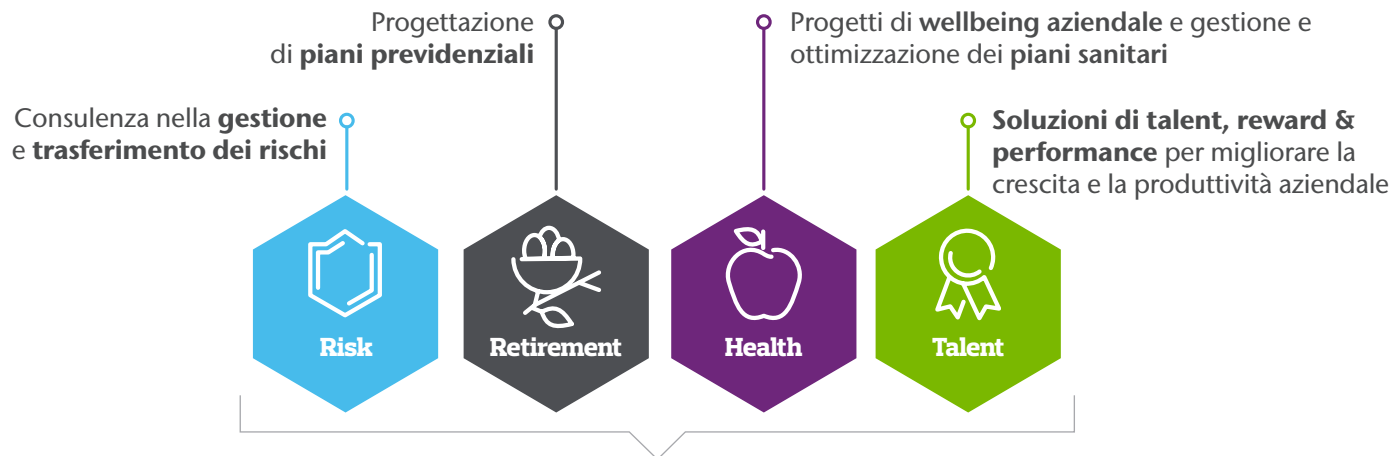 Progettazione
di piani previdenziali
Progetti di wellbeing aziendale e gestione e
ottimizzazione dei piani sanitari
Consulenza nella gestione
e trasferimento dei rischi
Soluzioni di talent, reward &
performance per migliorare la
crescita e la produttività aziendale
Risk
Retirement
Health
Talent